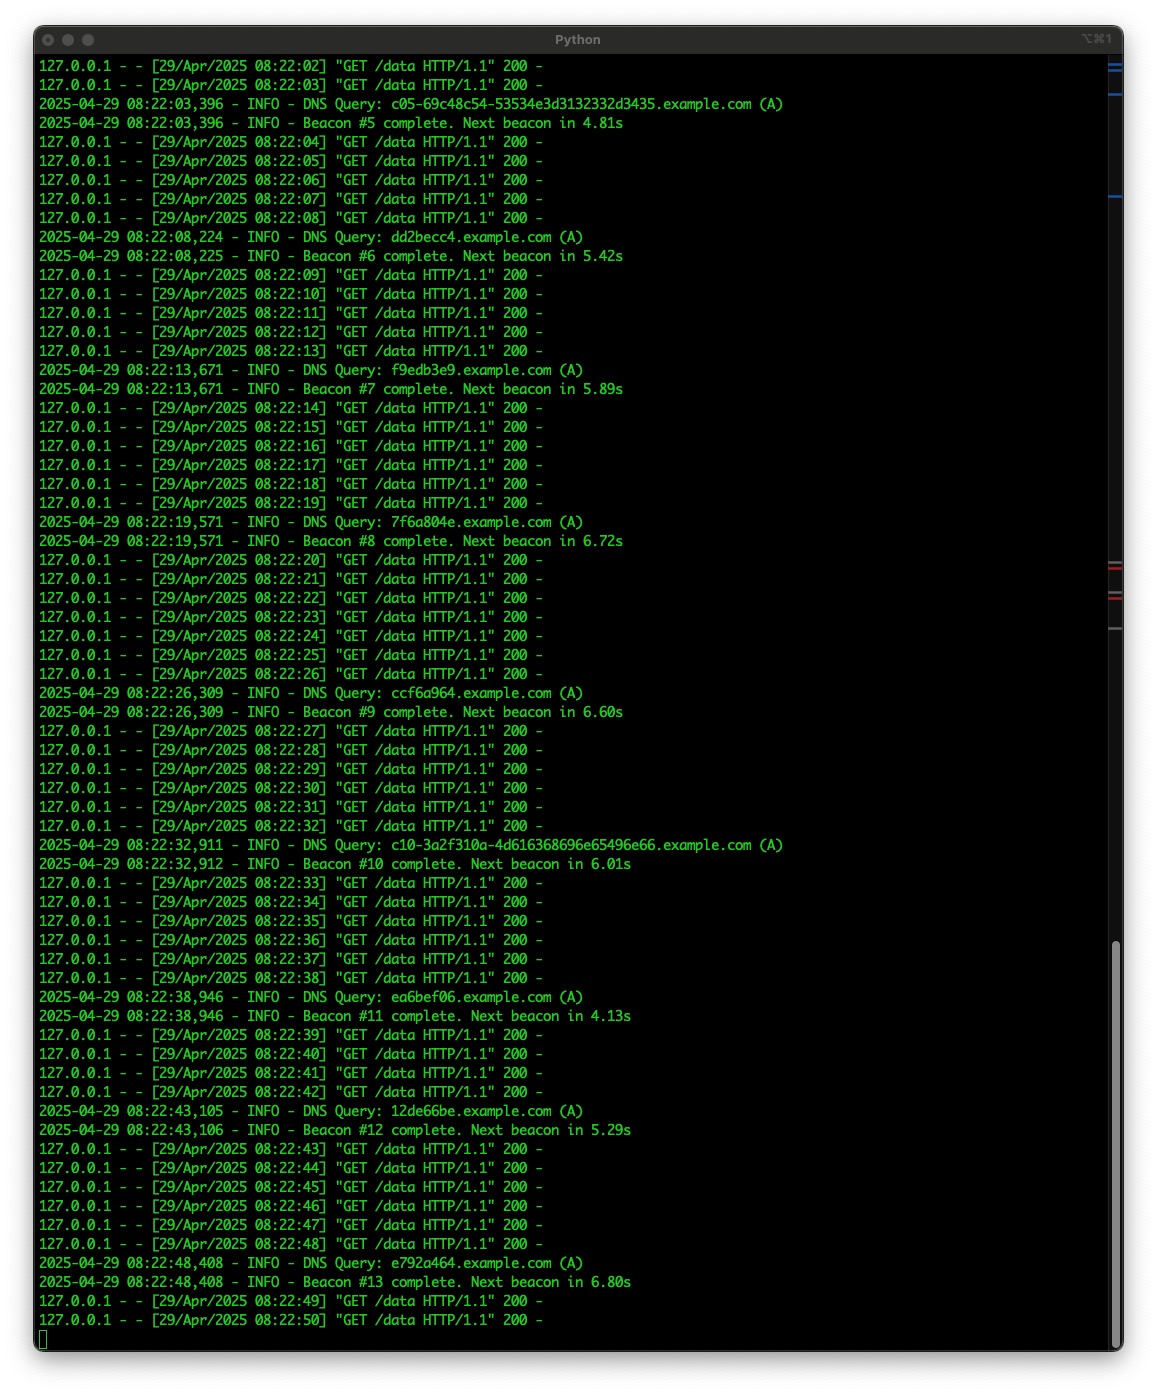 Python
⌥⌘1
127.0.0.1 - - [29/Apr/2025 08:22:02] "GET /data HTTP/1.1" 200 -
127.0.0.1 - - [29/Apr/2025 08:22:03] "GET /data HTTP/1.1" 200 -
2025-04-29 08:22:03,396 - INFO - DNS Query: c05-69c48c54-53534e3d3132332d3435.example.com (A)
2025-04-29 08:22:03,396 - INFO - Beacon #5 complete. Next beacon in 4.81s
127.0.0.1 - - [29/Apr/2025 08:22:04] "GET /data HTTP/1.1" 200 -
127.0.0.1 - - [29/Apr/2025 08:22:05] "GET /data HTTP/1.1" 200 -
127.0.0.1 - - [29/Apr/2025 08:22:06] "GET /data HTTP/1.1" 200 -
127.0.0.1 - - [29/Apr/2025 08:22:07] "GET /data HTTP/1.1" 200 -
127.0.0.1 - - [29/Apr/2025 08:22:08] "GET /data HTTP/1.1" 200 -
2025-04-29 08:22:08,224 - INFO - DNS Query: dd2becc4.example.com (A)
2025-04-29 08:22:08,225 - INFO - Beacon #6 complete. Next beacon in 5.42s
127.0.0.1 - - [29/Apr/2025 08:22:09] "GET /data HTTP/1.1" 200 -
127.0.0.1 - - [29/Apr/2025 08:22:10] "GET /data HTTP/1.1" 200 -
127.0.0.1 - - [29/Apr/2025 08:22:11] "GET /data HTTP/1.1" 200 -
127.0.0.1 - - [29/Apr/2025 08:22:12] "GET /data HTTP/1.1" 200 -
127.0.0.1 - - [29/Apr/2025 08:22:13] "GET /data HTTP/1.1" 200 -
2025-04-29 08:22:13,671 - INFO - DNS Query: f9edb3e9.example.com (A)
2025-04-29 08:22:13,671 - INFO - Beacon #7 complete. Next beacon in 5.89s
127.0.0.1 - - [29/Apr/2025 08:22:14] "GET /data HTTP/1.1" 200 -
127.0.0.1 - - [29/Apr/2025 08:22:15] "GET /data HTTP/1.1" 200 -
127.0.0.1 - - [29/Apr/2025 08:22:16] "GET /data HTTP/1.1" 200 -
127.0.0.1 - - [29/Apr/2025 08:22:17] "GET /data HTTP/1.1" 200 -
127.0.0.1 - - [29/Apr/2025 08:22:18] "GET /data HTTP/1.1" 200 -
127.0.0.1 - - [29/Apr/2025 08:22:19] "GET /data HTTP/1.1" 200 -
2025-04-29 08:22:19,571 - INFO - DNS Query: 7f6a804e.example.com (A)
2025-04-29 08:22:19,571 - INFO - Beacon #8 complete. Next beacon in 6.72s
127.0.0.1 - - [29/Apr/2025 08:22:20] "GET /data HTTP/1.1" 200 -
127.0.0.1 - - [29/Apr/2025 08:22:21] "GET /data HTTP/1.1" 200 -
127.0.0.1 - - [29/Apr/2025 08:22:22] "GET /data HTTP/1.1" 200 -
127.0.0.1 - - [29/Apr/2025 08:22:23] "GET /data HTTP/1.1" 200 -
127.0.0.1 - - [29/Apr/2025 08:22:24] "GET /data HTTP/1.1" 200 -
127.0.0.1 - - [29/Apr/2025 08:22:25] "GET /data HTTP/1.1" 200 -
127.0.0.1 - - [29/Apr/2025 08:22:26] "GET /data HTTP/1.1" 200 -
2025-04-29 08:22:26,309 - INFO - DNS Query: ccf6a964.example.com (A)
2025-04-29 08:22:26,309 - INFO - Beacon #9 complete. Next beacon in 6.60s
127.0.0.1 - - [29/Apr/2025 08:22:27] "GET /data HTTP/1.1" 200 -
127.0.0.1 - - [29/Apr/2025 08:22:28] "GET /data HTTP/1.1" 200 -
127.0.0.1 - - [29/Apr/2025 08:22:29] "GET /data HTTP/1.1" 200 -
127.0.0.1 - - [29/Apr/2025 08:22:30] "GET /data HTTP/1.1" 200 -
127.0.0.1 - - [29/Apr/2025 08:22:31] "GET /data HTTP/1.1" 200 -
127.0.0.1 - - [29/Apr/2025 08:22:32] "GET /data HTTP/1.1" 200 -
2025-04-29 08:22:32,911 - INFO - DNS Query: c10-3a2f310a-4d616368696e65496e66.example.com (A)
2025-04-29 08:22:32,912 - INFO - Beacon #10 complete. Next beacon in 6.01s
127.0.0.1 - - [29/Apr/2025 08:22:33] "GET /data HTTP/1.1" 200 -
127.0.0.1 - - [29/Apr/2025 08:22:34] "GET /data HTTP/1.1" 200 -
127.0.0.1 - - [29/Apr/2025 08:22:35] "GET /data HTTP/1.1" 200 -
127.0.0.1 - - [29/Apr/2025 08:22:36] "GET /data HTTP/1.1" 200 -
127.0.0.1 - - [29/Apr/2025 08:22:37] "GET /data HTTP/1.1" 200 -
127.0.0.1 - - [29/Apr/2025 08:22:38] "GET /data HTTP/1.1" 200 -
2025-04-29 08:22:38,946 - INFO - DNS Query: ea6bef06.example.com (A)
2025-04-29 08:22:38,946 - INFO - Beacon #11 complete. Next beacon in 4.13s
127.0.0.1 - - [29/Apr/2025 08:22:39] "GET /data HTTP/1.1" 200 -
127.0.0.1 - - [29/Apr/2025 08:22:40] "GET /data HTTP/1.1" 200 -
127.0.0.1 - - [29/Apr/2025 08:22:41] "GET /data HTTP/1.1" 200 -
127.0.0.1 - - [29/Apr/2025 08:22:42] "GET /data HTTP/1.1" 200 -
2025-04-29 08:22:43,105 - INFO - DNS Query: 12de66be.example.com (A)
2025-04-29 08:22:43,106 - INFO - Beacon #12 complete. Next beacon in 5.29s
127.0.0.1 - - [29/Apr/2025 08:22:43] "GET /data HTTP/1.1" 200 -
127.0.0.1 - - [29/Apr/2025 08:22:44] "GET /data HTTP/1.1" 200 -
127.0.0.1 - - [29/Apr/2025 08:22:45] "GET /data HTTP/1.1" 200 -
127.0.0.1 - - [29/Apr/2025 08:22:46] "GET /data HTTP/1.1" 200 -
127.0.0.1 - - [29/Apr/2025 08:22:47] "GET /data HTTP/1.1" 200 -
127.0.0.1 - - [29/Apr/2025 08:22:48] "GET /data HTTP/1.1" 200 -
2025-04-29 08:22:48,408 - INFO - DNS Query: e792a464.example.com (A)
2025-04-29 08:22:48,408 - INFO - Beacon #13 complete. Next beacon in 6.80s
127.0.0.1 - - [29/Apr/2025 08:22:49] "GET /data HTTP/1.1" 200 -
127.0.0.1 - - [29/Apr/2025 08:22:50] "GET /data HTTP/1.1" 200 -